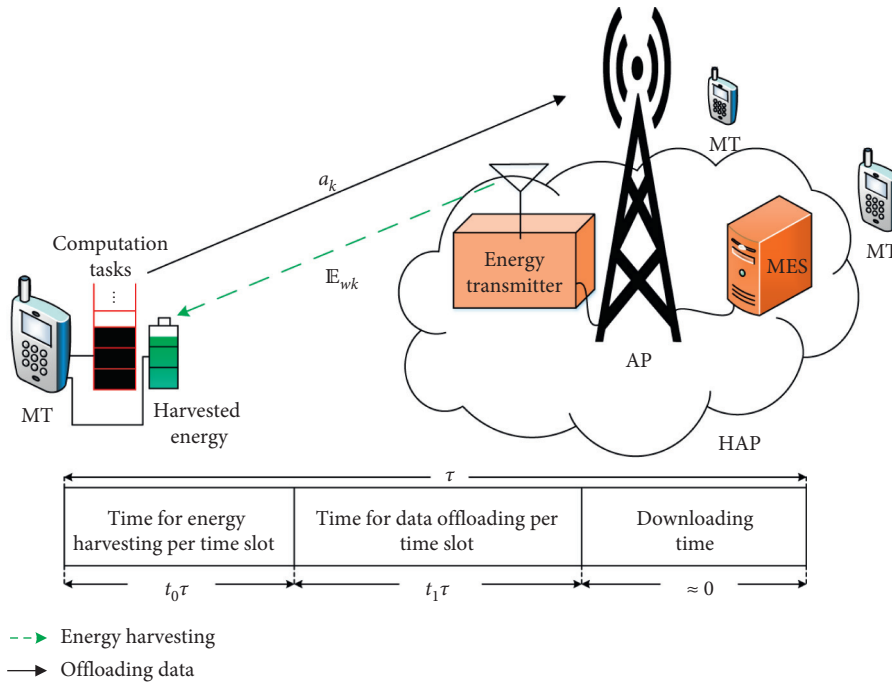 MT
MT
a_k
Computation
tasks
⋮
Energy
transmitter
MES
𝔼_wk
AP
MT
Harvested
energy
HAP
τ
Time for energy
harvesting per time slot
Time for data offloading per
time slot
Downloading
time
t_0τ
t_1τ
≈ 0
Energy harvesting
Offloading data